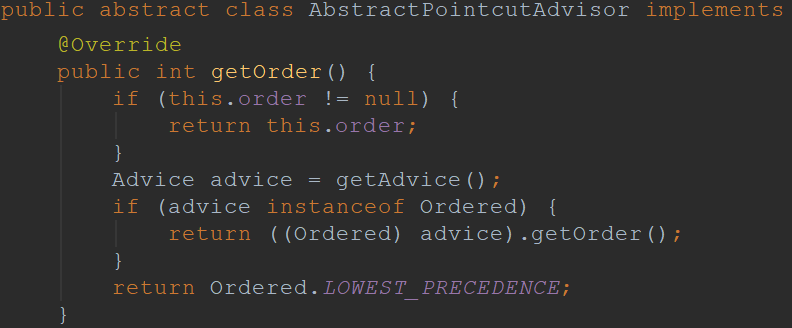 public abstract class AbstractPointcutAdvisor implements
@Override
public int getOrder() {
if (this.order != null) {
return this.order;
}
Advice advice = getAdvice();
if (advice instanceof Ordered) {
return ((Ordered) advice).getOrder();
}
return Ordered.LOWEST_PRECEDENCE;
}